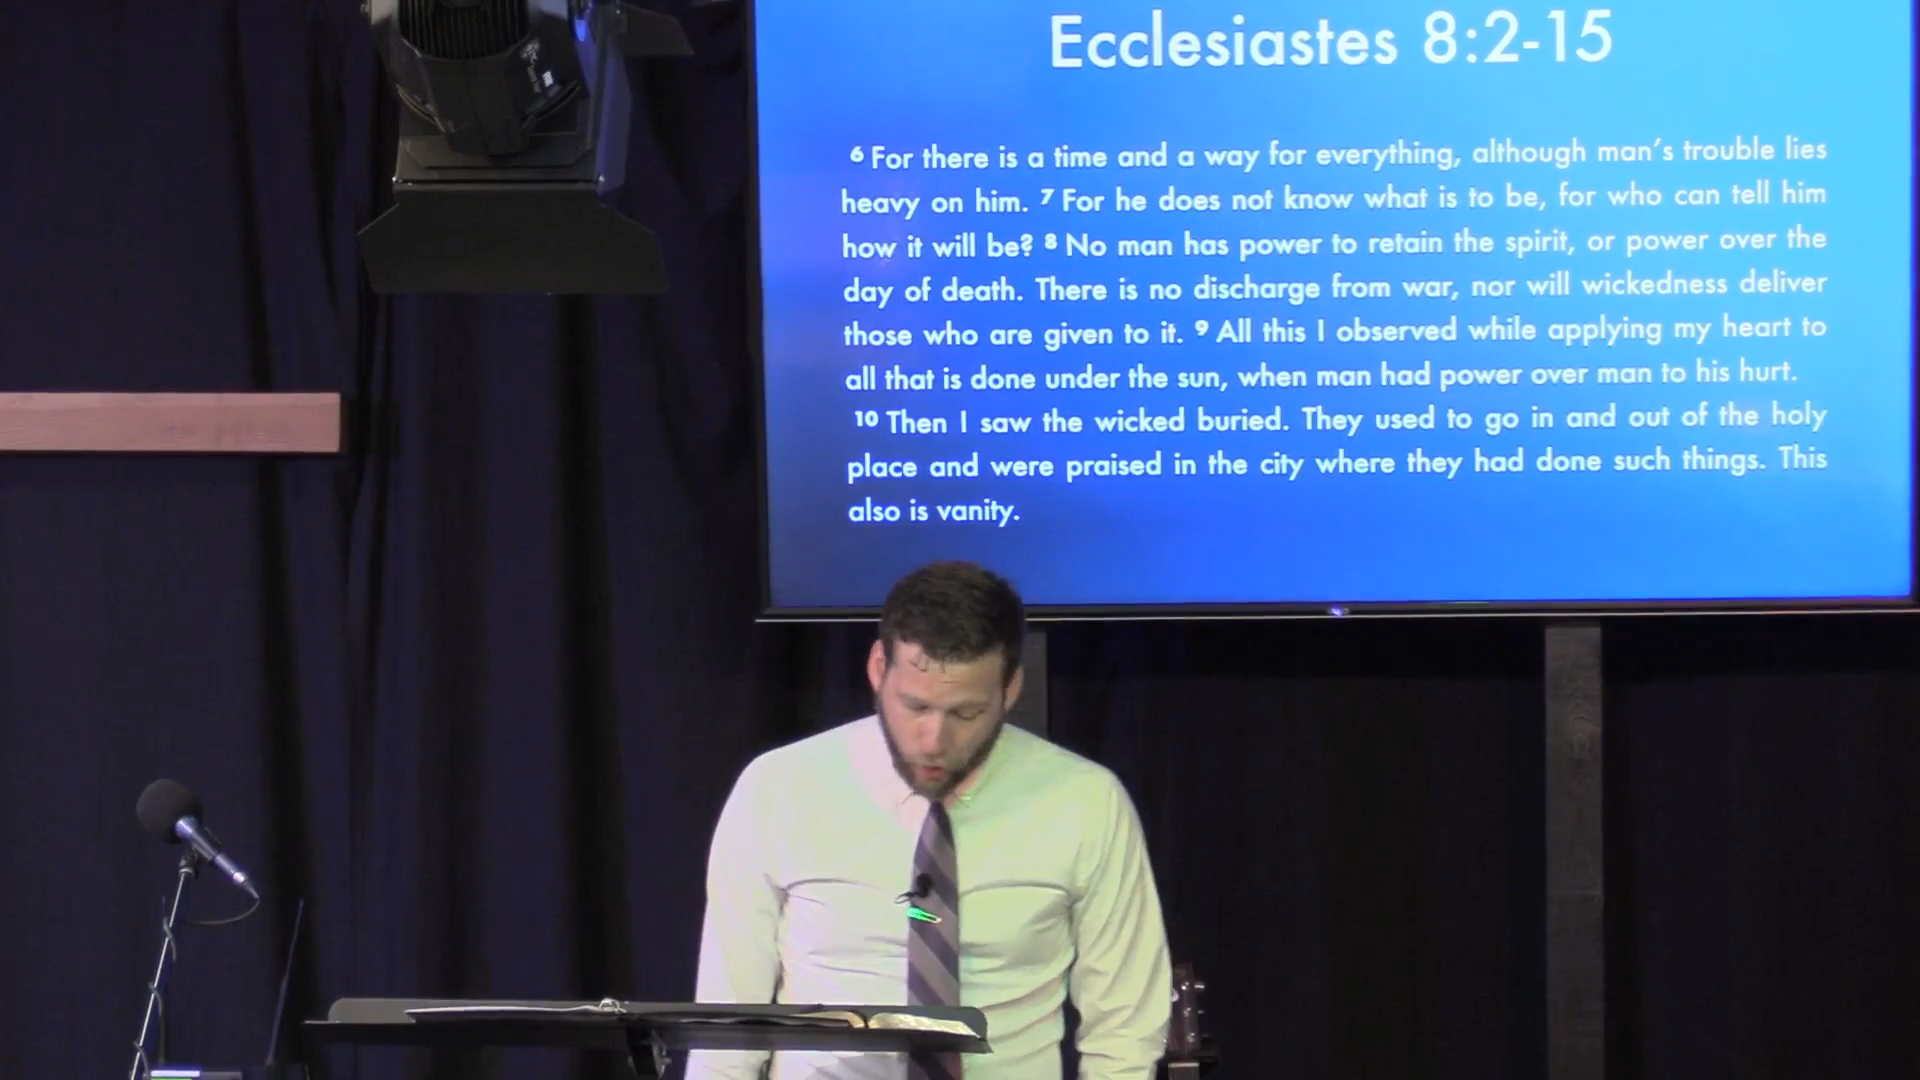 Ecclesiastes 8:2-15
6 For there is a time and a way for everything, although man's trouble lies
heavy on him. 7 For he does not know what is to be, for who can tell him
how it will be? 8 No man has power to retain the spirit, or power over the
day of death. There is no discharge from war, nor will wickedness deliver
those who are given to it. 9 All this I observed while applying my heart to
all that is done under the sun, when man had power over man to his hurt.
10 Then I saw the wicked buried. They used to go in and out of the holy
place and were praised in the city where they had done such things. This
also is vanity.